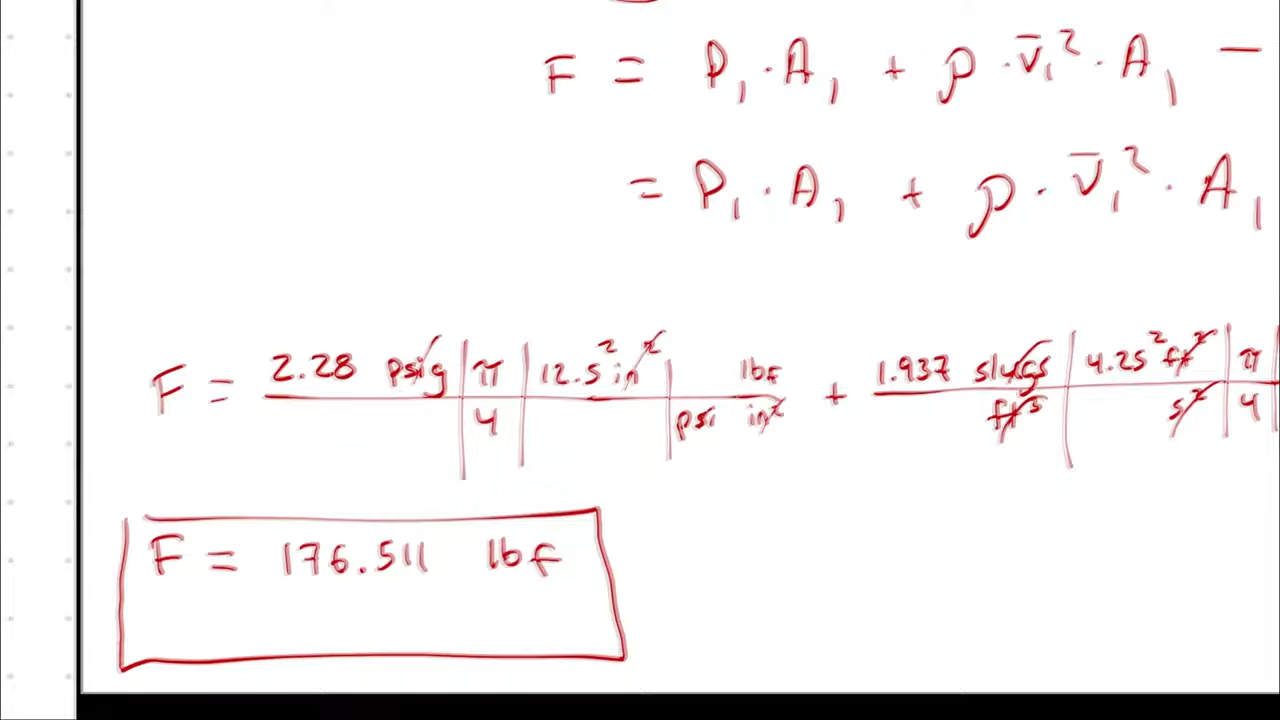 F = P₁ · A₁ + ρ · v̄₁² · A₁ —
= P₁ · A₁ + ρ · v̄₁² · A₁
F = 2.28 psig | π | 12.5² in² | lbf + 1.937 slugs | 4.25² ft² | π
4 | psi in² ft³ | s² | 4
F = 176.511 lbf